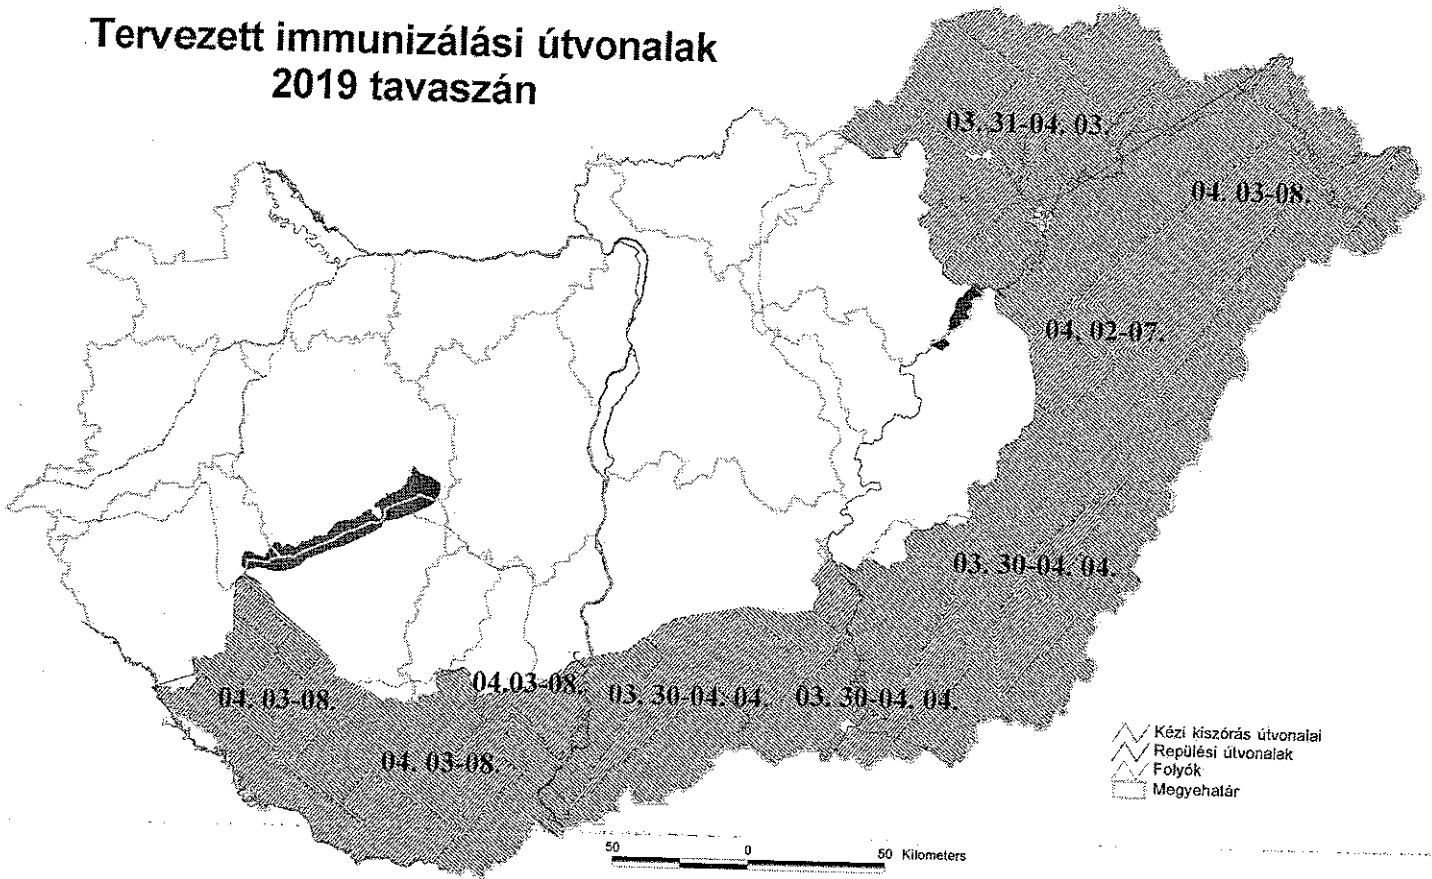 Tervezett immunizálási útvonalak
2019 tavaszán
03. 31-04. 03.
04. 03-08.
04. 02-07.
03. 30-04. 04.
04. 03-08.
04.03-08.
03. 30-04. 04.
03. 30-04. 04.
04. 03-08.
Kézi kiszórás útvonalai
Repülési útvonalak
Folyók
Megyehatár
50 0 50 Kilometers